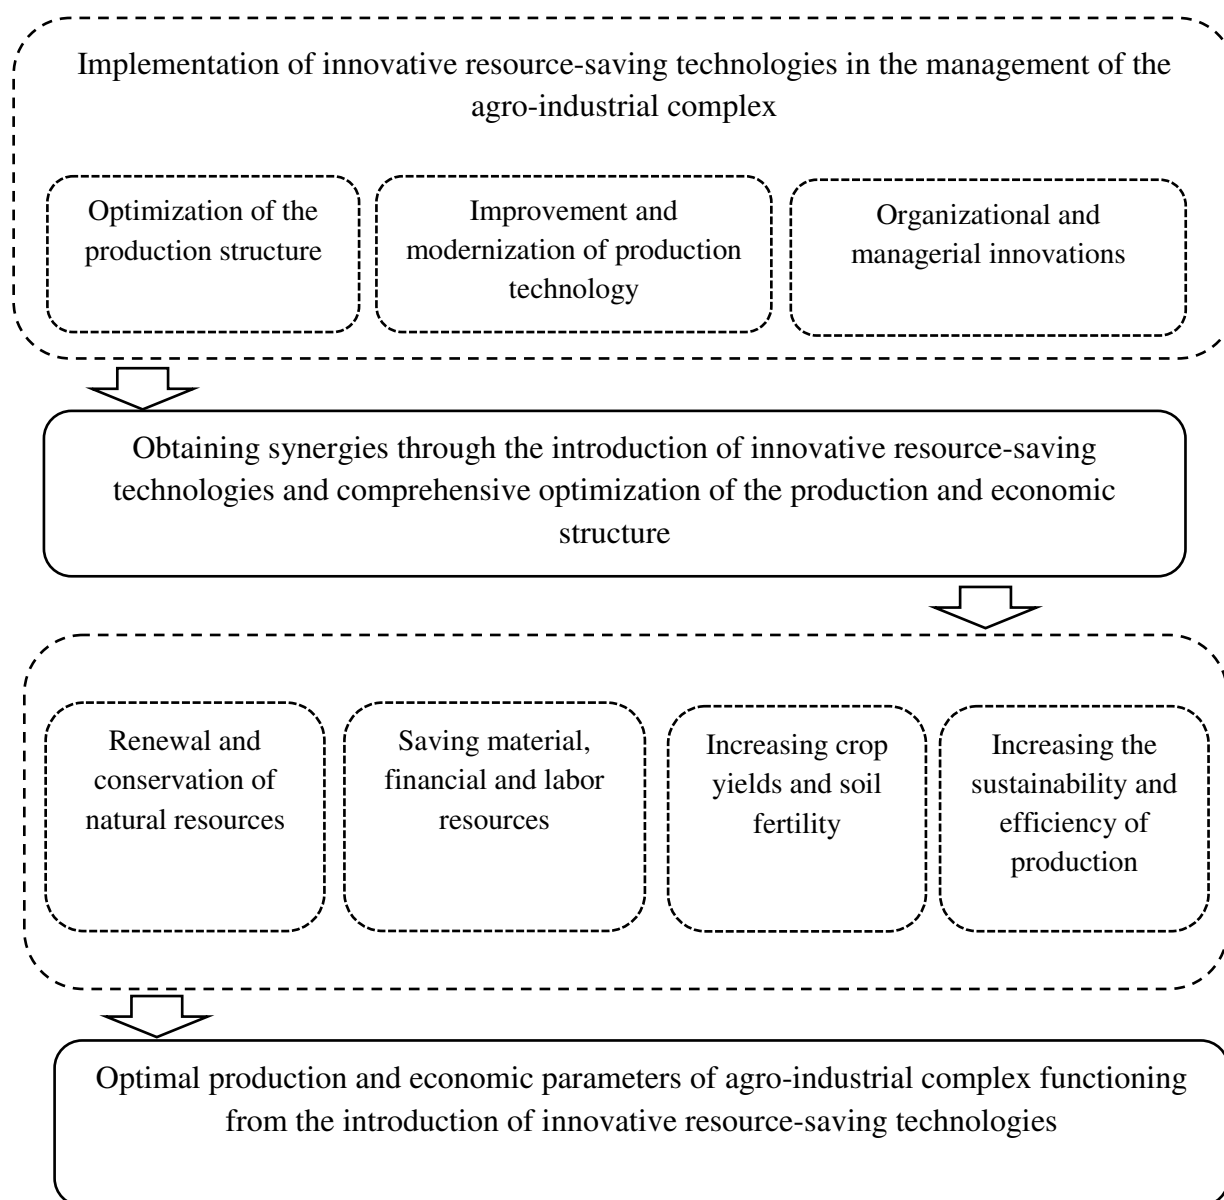 Implementation of innovative resource-saving technologies in the management of the
agro-industrial complex
Optimization of the
production structure
Improvement and
modernization of production
technology
Organizational and
managerial innovations
Obtaining synergies through the introduction of innovative resource-saving
technologies and comprehensive optimization of the production and economic
structure
Renewal and
conservation of
natural resources
Saving material,
financial and labor
resources
Increasing crop
yields and soil
fertility
Increasing the
sustainability and
efficiency of
production
Optimal production and economic parameters of agro-industrial complex functioning
from the introduction of innovative resource-saving technologies